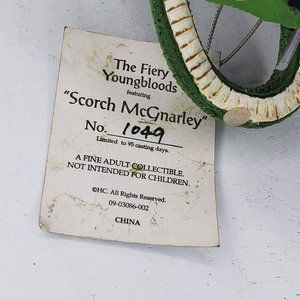 The Fiery
Youngbloods
featuring
"Scorch McGnarley"
No. 1049
Limited to 95 casting days.
A FINE ADULT COLLECTIBLE.
NOT INTENDED FOR CHILDREN.
©HC. All Rights Reserved.
09-03086-002
CHINA